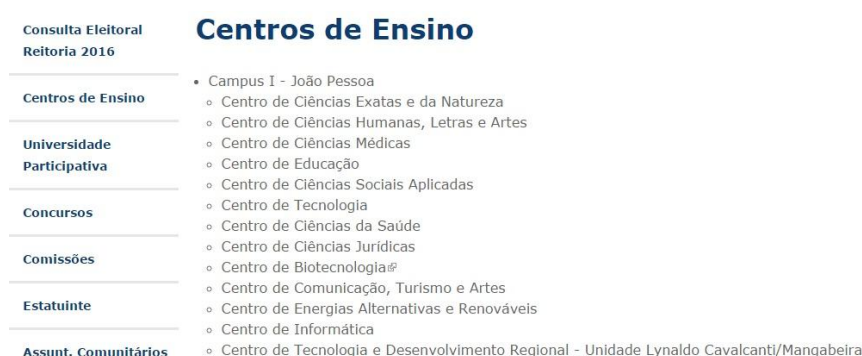 Consulta Eleitoral
Reitoria 2016
Centros de Ensino
Universidade
Participativa
Concursos
Comissões
Estatuinte
Assunt. Comunitários
Centros de Ensino
Campus I - João Pessoa
Centro de Ciências Exatas e da Natureza
Centro de Ciências Humanas, Letras e Artes
Centro de Ciências Médicas
Centro de Educação
Centro de Ciências Sociais Aplicadas
Centro de Tecnologia
Centro de Ciências da Saúde
Centro de Ciências Jurídicas
Centro de Biotecnologia
Centro de Comunicação, Turismo e Artes
Centro de Energias Alternativas e Renováveis
Centro de Informática
Centro de Tecnologia e Desenvolvimento Regional - Unidade Lynaldo Cavalcanti/Mangabeira